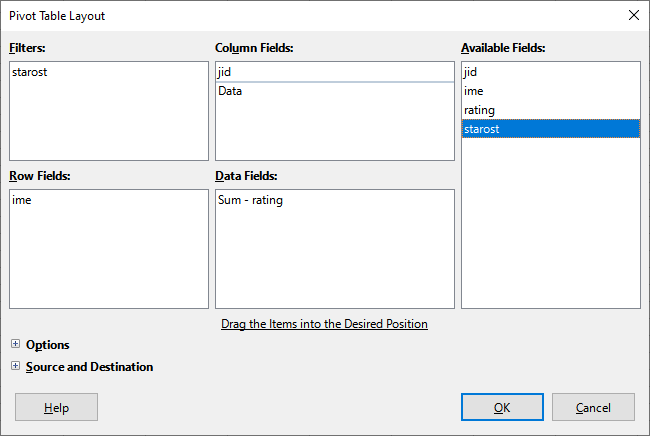 Pivot Table Layout
Filters:
starost
Column Fields:
jid
Data
Available Fields:
jid
ime
rating
starost
Row Fields:
ime
Data Fields:
Sum - rating
Drag the Items into the Desired Position
Options
Source and Destination
Help
OK
Cancel